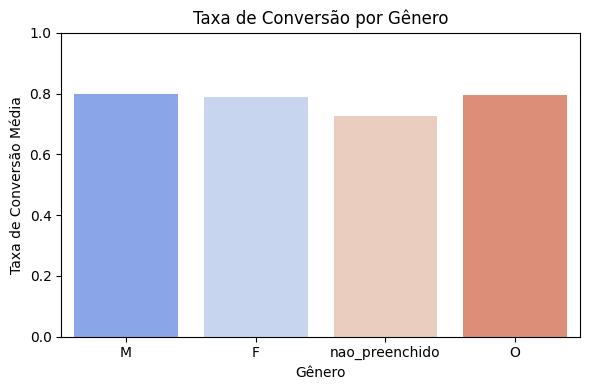 Taxa de Conversão por Gênero
Taxa de Conversão Média
1.0
0.8
0.6
0.4
0.2
0.0
M F nao_preenchido O
Gênero